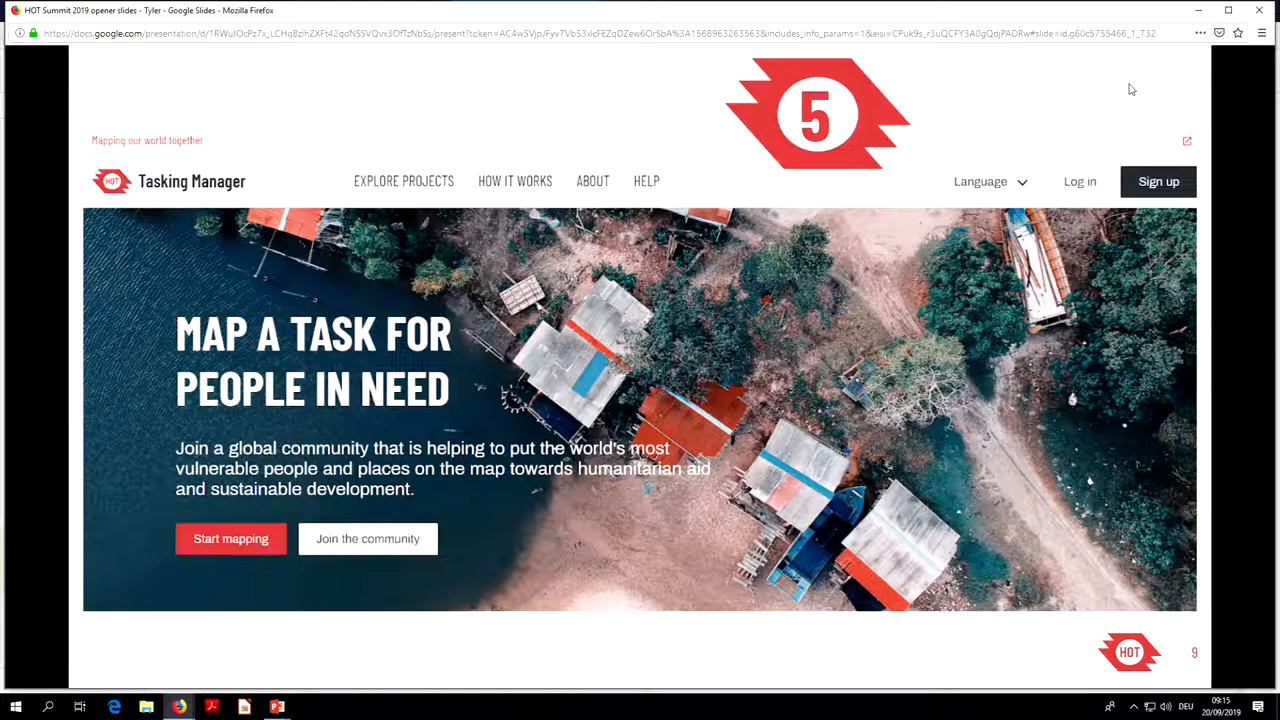 HOT Summit 2019 opener slides - Tyler - Google Slides - Mozilla Firefox
5
Mapping our world together
HOT Tasking Manager EXPLORE PROJECTS HOW IT WORKS ABOUT HELP Language Log in Sign up
MAP A TASK FOR
PEOPLE IN NEED
Join a global community that is helping to put the world's most
vulnerable people and places on the map towards humanitarian aid
and sustainable development.
Start mapping Join the community
HOT 9
DEU 09:15
20/09/2019